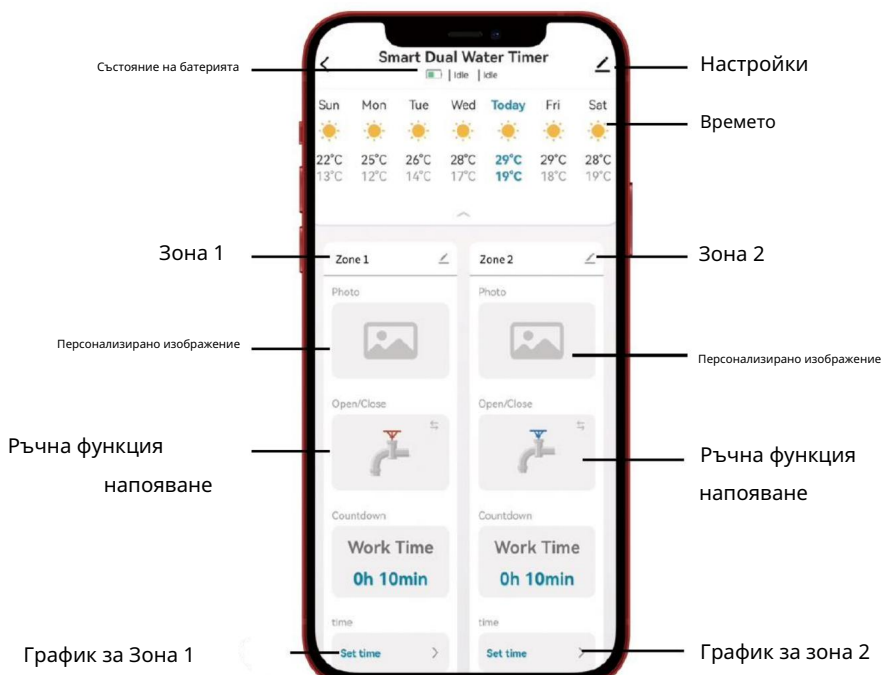 Smart Dual Water Timer
Състояние на батерията
Idle Idle
Настройки
Sun Mon Tue Wed Today Fri Sat
Времето
22°C 25°C 26°C 28°C 29°C 29°C 28°C
13°C 12°C 14°C 17°C 19°C 18°C 19°C
Зона 1
Zone 1
Zone 2
Зона 2
Photo
Photo
Персонализирано изображение
Персонализирано изображение
Open/Close
Open/Close
Ръчна функция
напояване
Ръчна функция
напояване
Countdown
Countdown
Work Time
Work Time
0h 10min
0h 10min
time
time
График за Зона 1
Set time
Set time
График за зона 2